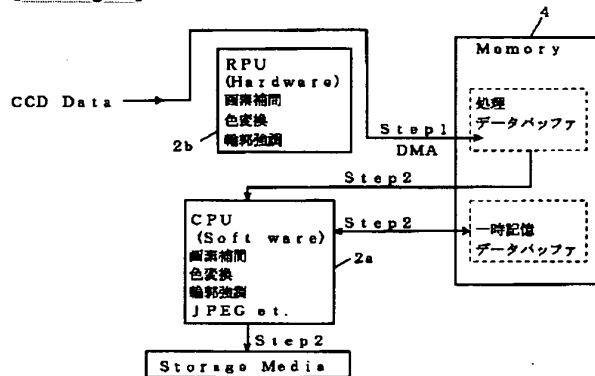 4
Memory
RPU
(Hardware)
画素補間
色変換
輪郭強調
CCD Data
2b
処理
データバッファ
Step1
DMA
Step2
CPU
(Soft ware)
画素補間
色変換
輪郭強調
JPEG et.
Step2
一時記憶
データバッファ
2a
Step2
Storage Media